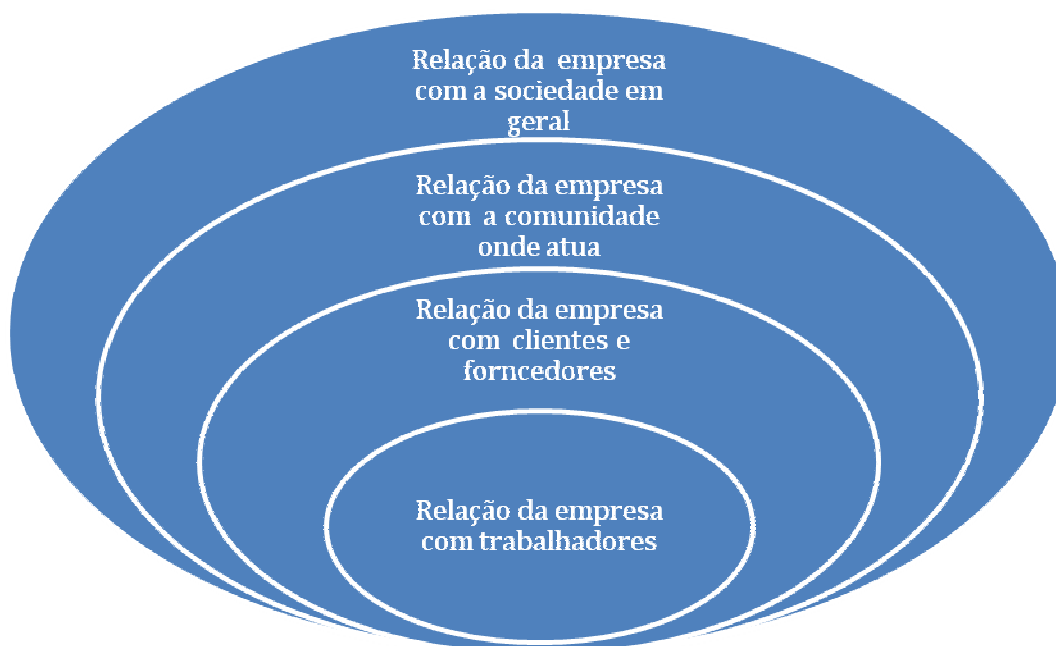 Relação da empresa
com a sociedade em
geral
Relação da empresa
com a comunidade
onde atua
Relação da empresa
com clientes e
forncedores
Relação da empresa
com trabalhadores